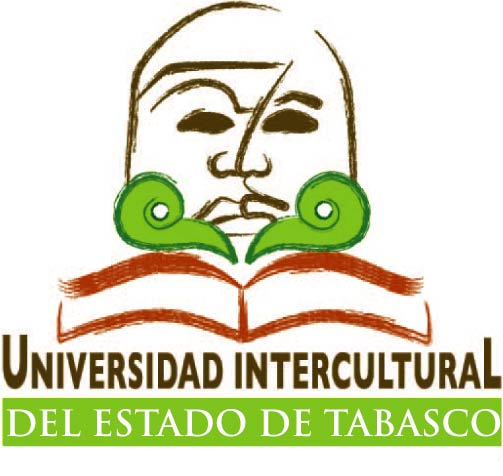 UNIVERSIDAD INTERCULTURAL
DEL ESTADO DE TABASCO